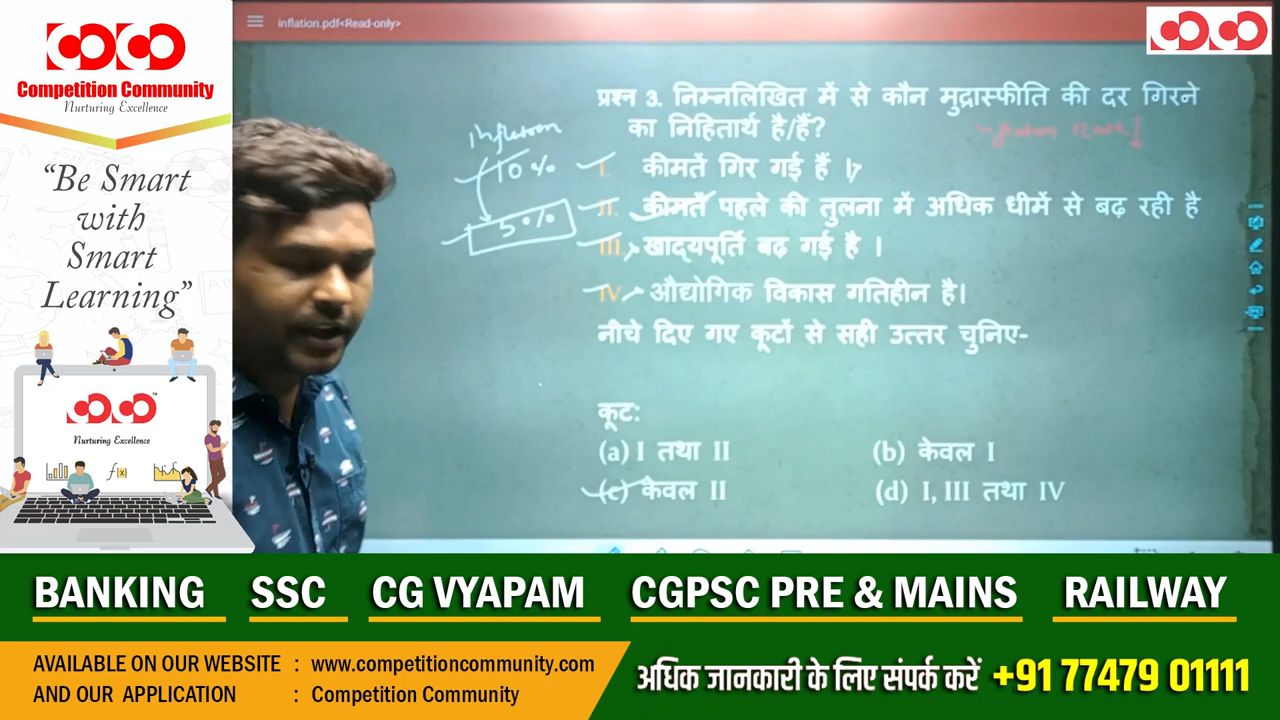 Competition Community
Nurturing Excellence
“Be Smart
with
Smart
Learning”
Nurturing Excellence
f(x)
inflation.pdf<Read-only>
प्रश्न 3. निम्नलिखित में से कौन मुद्रास्फीति की दर गिरने
का निहितार्थ है/हैं?
Inflation
10%
5%
I. कीमतें गिर गई हैं ।
II. कीमतें पहले की तुलना में अधिक धीमें से बढ़ रही है
III. खाद्यपूर्ति बढ़ गई है ।
IV. औद्योगिक विकास गतिहीन है।
नीचे दिए गए कूटों से सही उत्तर चुनिए-
कूट:
(a) I तथा II (b) केवल I
(c) केवल II (d) I, III तथा IV
BANKING SSC CG VYAPAM CGPSC PRE & MAINS RAILWAY
AVAILABLE ON OUR WEBSITE : www.competitioncommunity.com
AND OUR APPLICATION : Competition Community
अधिक जानकारी के लिए संपर्क करें +91 77479 01111